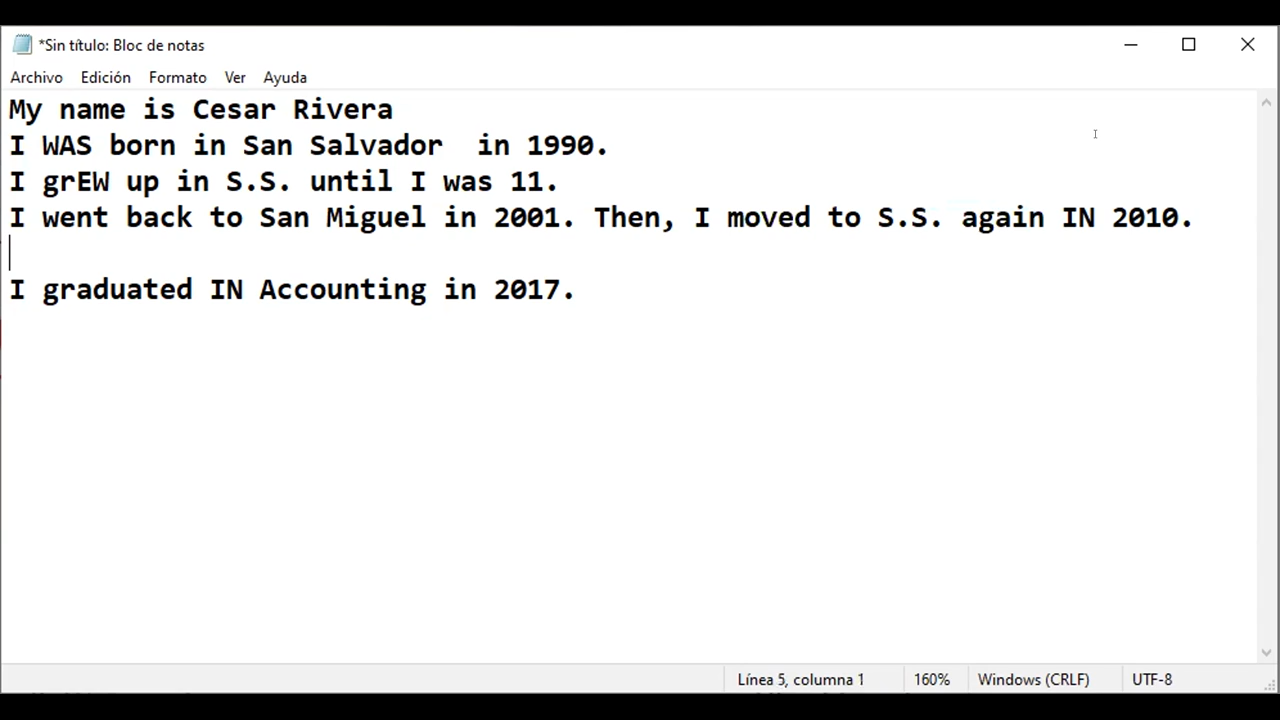 *Sin título: Bloc de notas
Archivo Edición Formato Ver Ayuda
My name is Cesar Rivera
I WAS born in San Salvador  in 1990.
I grEW up in S.S. until I was 11.
I went back to San Miguel in 2001. Then, I moved to S.S. again IN 2010.
I graduated IN Accounting in 2017.
Línea 5, columna 1 160% Windows (CRLF) UTF-8